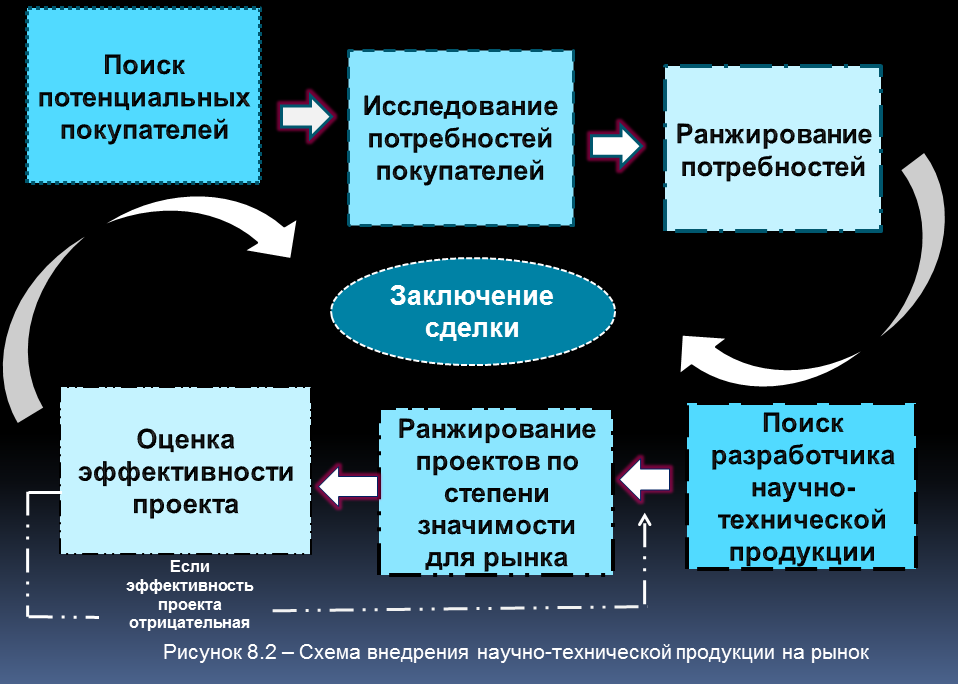 Поиск
потенциальных
покупателей
Исследование
потребностей
покупателей
Ранжирование
потребностей
Заключение
сделки
Оценка
эффективности
проекта
Ранжирование
проектов по
степени
значимости
для рынка
Поиск
разработчика
научно-
технической
продукции
Если
эффективность
проекта
отрицательная
Рисунок 8.2 – Схема внедрения научно-технической продукции на рынок